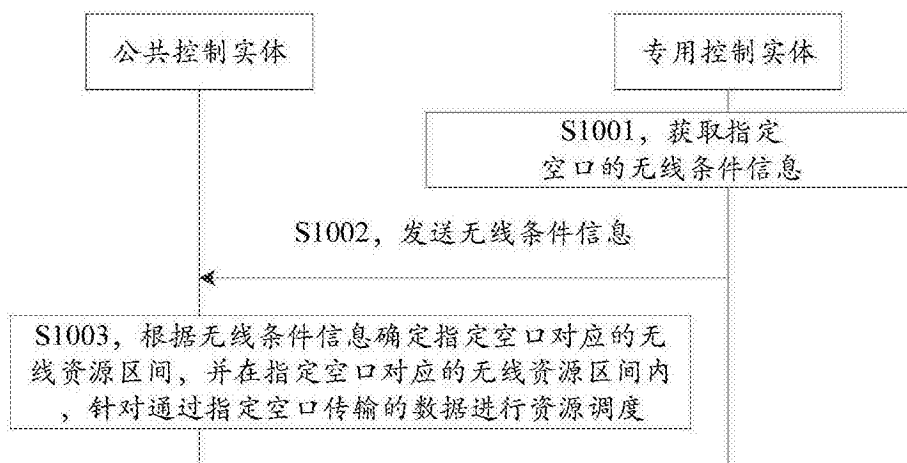 公共控制实体
专用控制实体
S1001，获取指定
空口的无线条件信息
S1002，发送无线条件信息
S1003，根据无线条件信息确定指定空口对应的无
线资源区间，并在指定空口对应的无线资源区间内
，针对通过指定空口传输的数据进行资源调度